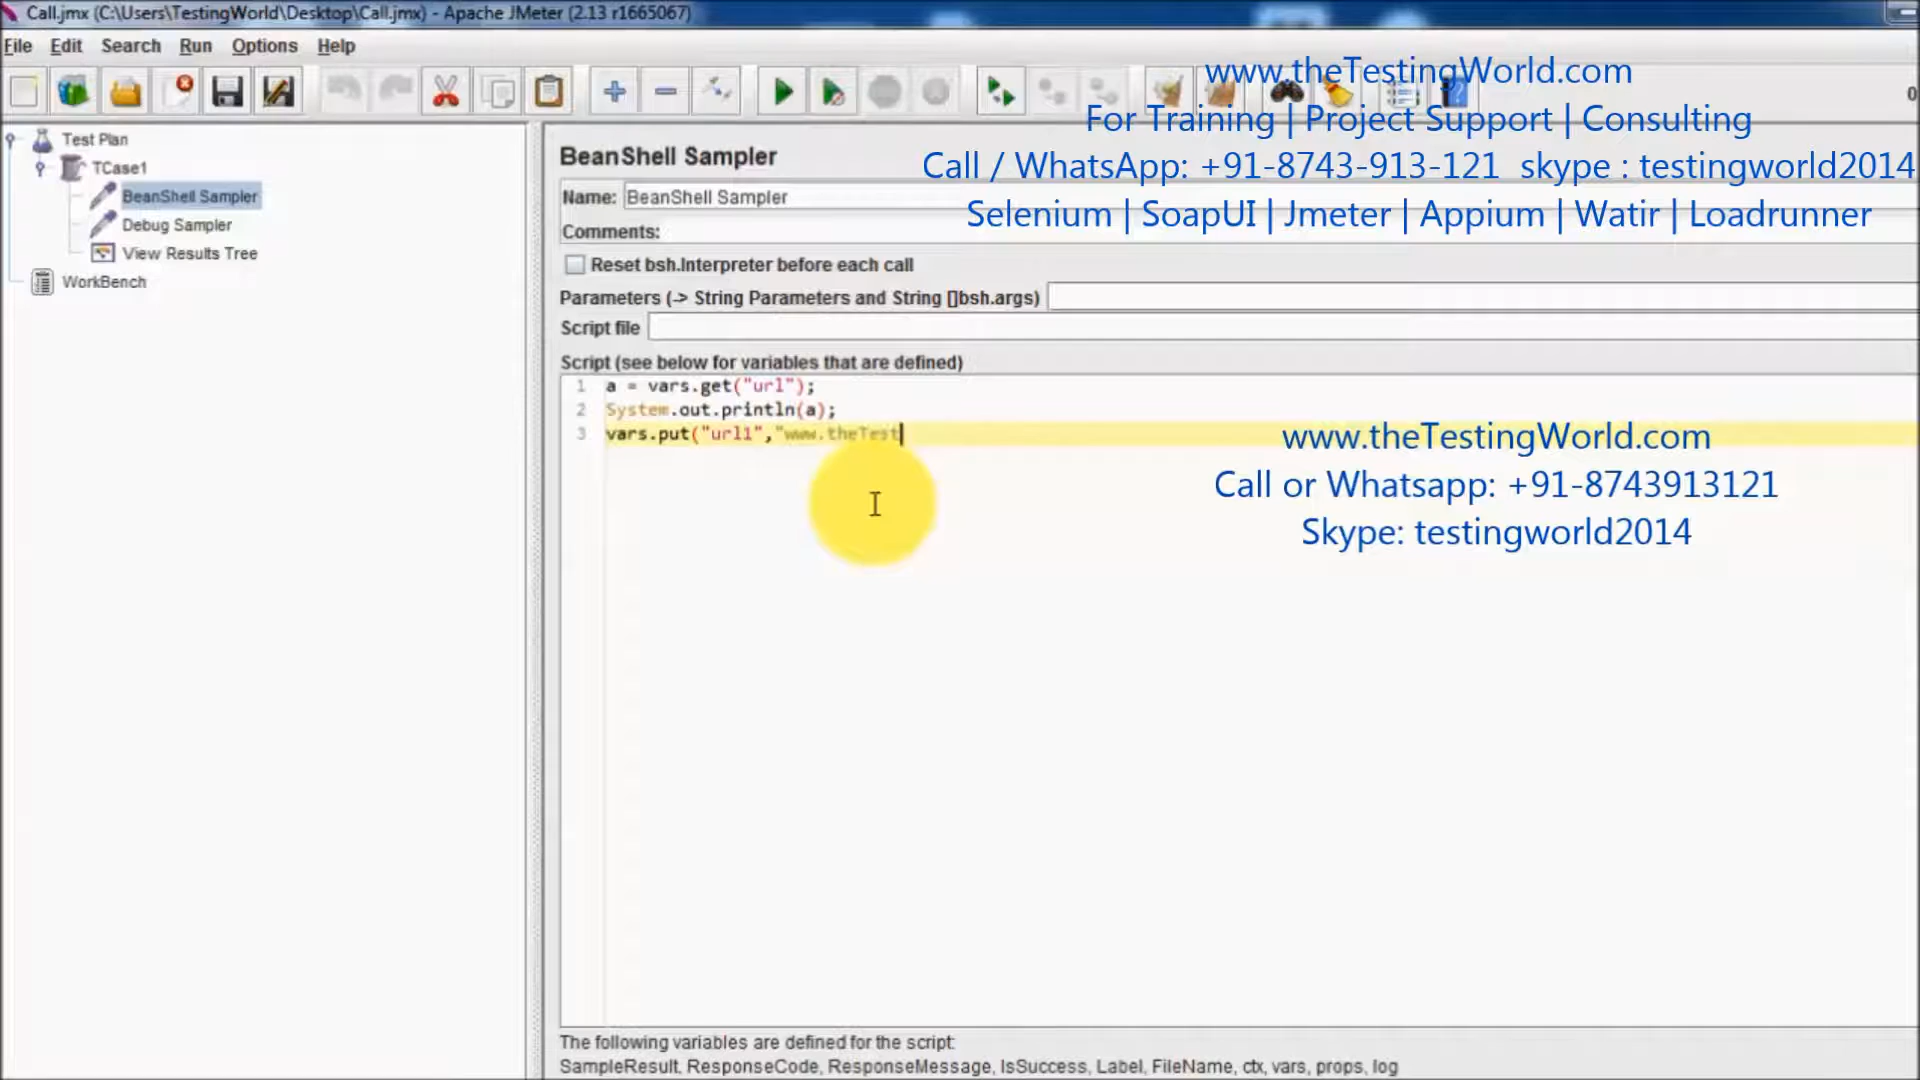 Call.jmx (C:\Users\TestingWorld\Desktop\Call.jmx) - Apache JMeter (2.13 r1665067)
File Edit Search Run Options Help
www.theTestingWorld.com
For Training | Project Support | Consulting
Call / WhatsApp: +91-8743-913-121 skype : testingworld2014
Selenium | SoapUI | Jmeter | Appium | Watir | Loadrunner
0
Test Plan
TCase1
BeanShell Sampler
Debug Sampler
View Results Tree
WorkBench
BeanShell Sampler
Name: BeanShell Sampler
Comments:
Reset bsh.Interpreter before each call
Parameters (-> String Parameters and String []bsh.args)
Script file
Script (see below for variables that are defined)
1 a = vars.get("url");
2 System.out.println(a);
3 vars.put("url1","www.theTest
www.theTestingWorld.com
Call or Whatsapp: +91-8743913121
Skype: testingworld2014
The following variables are defined for the script:
SampleResult, ResponseCode, ResponseMessage, IsSuccess, Label, FileName, ctx, vars, props, log